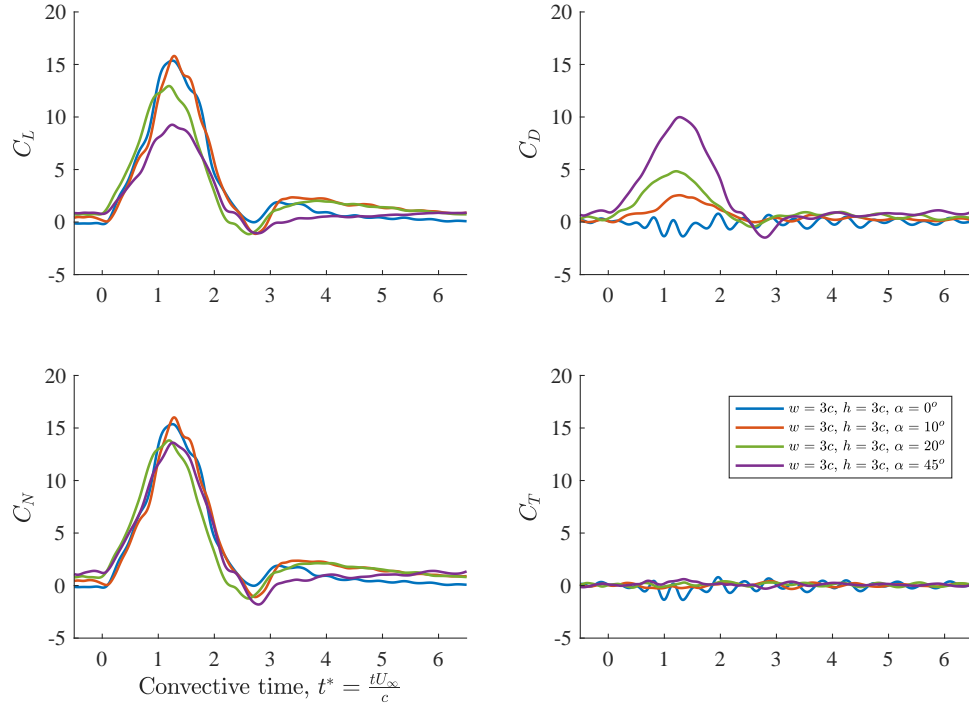 20
15
10
5
0
-5
C_L
0 1 2 3 4 5 6
20
15
10
5
0
-5
C_D
0 1 2 3 4 5 6
20
15
10
5
0
-5
C_N
0 1 2 3 4 5 6
Convective time, t* = tU∞/c
20
15
10
5
0
-5
C_T
0 1 2 3 4 5 6
w = 3c, h = 3c, α = 0°
w = 3c, h = 3c, α = 10°
w = 3c, h = 3c, α = 20°
w = 3c, h = 3c, α = 45°